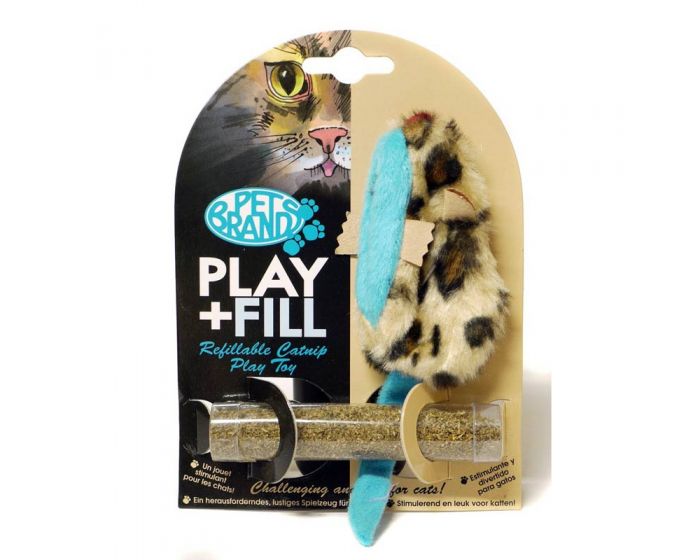 PETS
BRAND
PLAY
+FILL
Refillable Catnip
Play Toy
Un jouet
stimulant
pour les chats!
Challenging an for cats!
Estimulante y
divertido
para gatos
Ein herausforderndes, lustiges Spielzeug fü
Stimulerend en leuk voor katten!